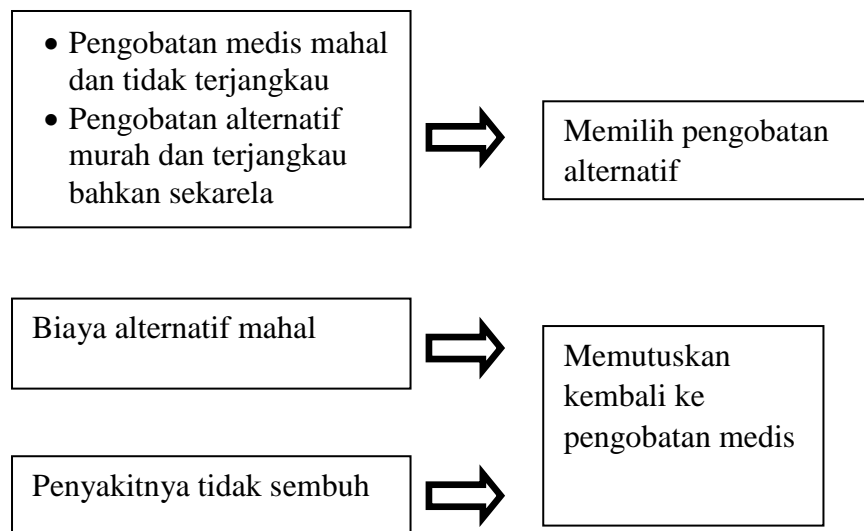 • Pengobatan medis mahal
dan tidak terjangkau
• Pengobatan alternatif
murah dan terjangkau
bahkan sekarela
Memilih pengobatan
alternatif
Biaya alternatif mahal
Memutuskan
kembali ke
pengobatan medis
Penyakitnya tidak sembuh